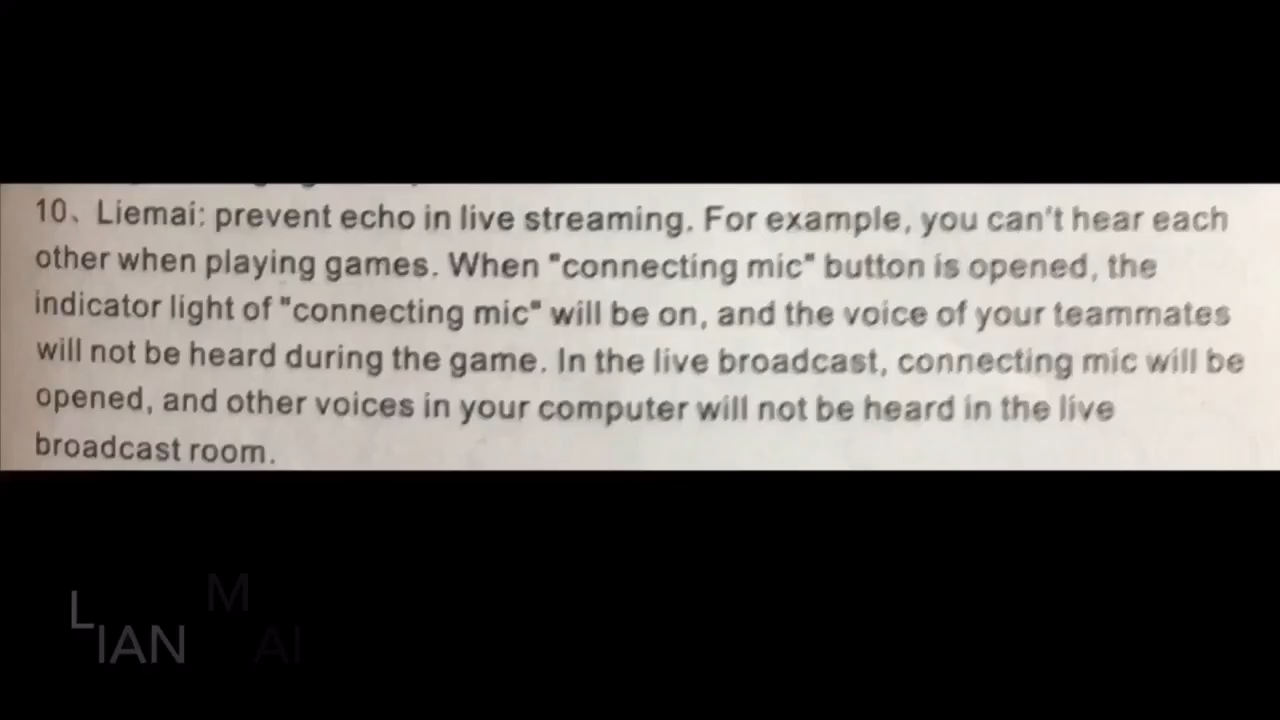 10、Liemai: prevent echo in live streaming. For example, you can't hear each
other when playing games. When "connecting mic" button is opened, the
indicator light of "connecting mic" will be on, and the voice of your teammates
will not be heard during the game. In the live broadcast, connecting mic will be
opened, and other voices in your computer will not be heard in the live
broadcast room.
LIAN MAI